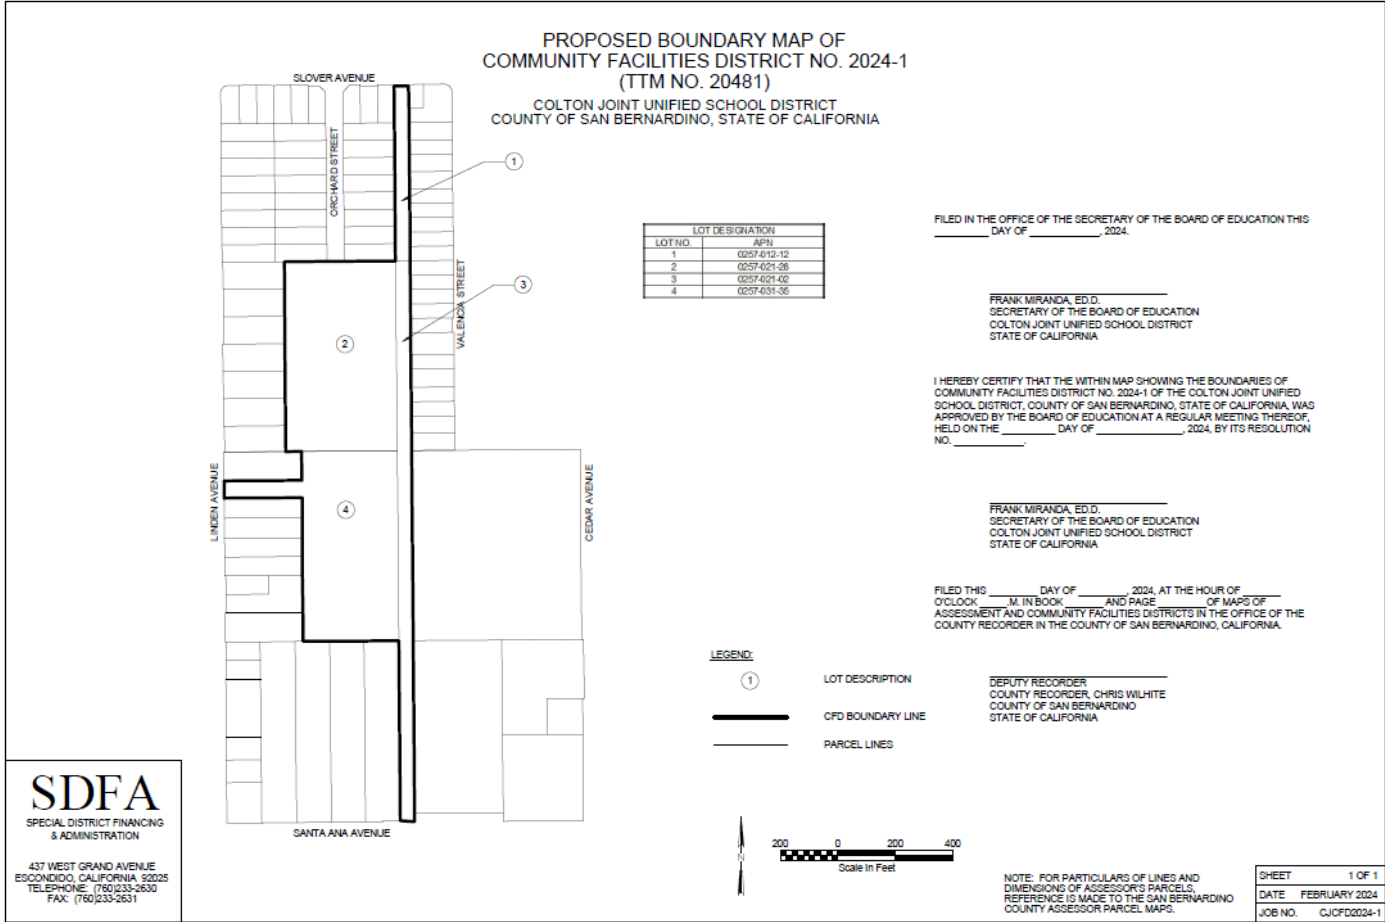 PROPOSED BOUNDARY MAP OF
COMMUNITY FACILITIES DISTRICT NO. 2024-1
(TTM NO. 20481)
COLTON JOINT UNIFIED SCHOOL DISTRICT
COUNTY OF SAN BERNARDINO, STATE OF CALIFORNIA
SLOVER AVENUE
ORCHARD STREET
VALENCIA STREET
LINDEN AVENUE
CEDAR AVENUE
SANTA ANA AVENUE
1
3
2
4
LOT DESIGNATION
LOT NO. APN
1 0257-012-12
2 0257-021-28
3 0257-021-02
4 0257-031-35
FILED IN THE OFFICE OF THE SECRETARY OF THE BOARD OF EDUCATION THIS
_________ DAY OF ____________, 2024.
FRANK MIRANDA, ED.D.
SECRETARY OF THE BOARD OF EDUCATION
COLTON JOINT UNIFIED SCHOOL DISTRICT
STATE OF CALIFORNIA
I HEREBY CERTIFY THAT THE WITHIN MAP SHOWING THE BOUNDARIES OF
COMMUNITY FACILITIES DISTRICT NO. 2024-1 OF THE COLTON JOINT UNIFIED
SCHOOL DISTRICT, COUNTY OF SAN BERNARDINO, STATE OF CALIFORNIA, WAS
APPROVED BY THE BOARD OF EDUCATION AT A REGULAR MEETING THEREOF,
HELD ON THE _________ DAY OF _______________, 2024, BY ITS RESOLUTION
NO. ____________.
FRANK MIRANDA, ED.D.
SECRETARY OF THE BOARD OF EDUCATION
COLTON JOINT UNIFIED SCHOOL DISTRICT
STATE OF CALIFORNIA
FILED THIS _________ DAY OF _________, 2024, AT THE HOUR OF _______
O'CLOCK _____.M. IN BOOK _______ AND PAGE ________ OF MAPS OF
ASSESSMENT AND COMMUNITY FACILITIES DISTRICTS IN THE OFFICE OF THE
COUNTY RECORDER IN THE COUNTY OF SAN BERNARDINO, CALIFORNIA.
DEPUTY RECORDER
COUNTY RECORDER, CHRIS WILHITE
COUNTY OF SAN BERNARDINO
STATE OF CALIFORNIA
LEGEND:
1 LOT DESCRIPTION
CFD BOUNDARY LINE
PARCEL LINES
SDFA
SPECIAL DISTRICT FINANCING
& ADMINISTRATION
437 WEST GRAND AVENUE
ESCONDIDO, CALIFORNIA 92025
TELEPHONE: (760)233-2630
FAX: (760)233-2631
N
200 0 200 400
Scale In Feet
NOTE: FOR PARTICULARS OF LINES AND
DIMENSIONS OF ASSESSOR'S PARCELS,
REFERENCE IS MADE TO THE SAN BERNARDINO
COUNTY ASSESSOR PARCEL MAPS.
SHEET 1 OF 1
DATE FEBRUARY 2024
JOB NO. CJCFD2024-1